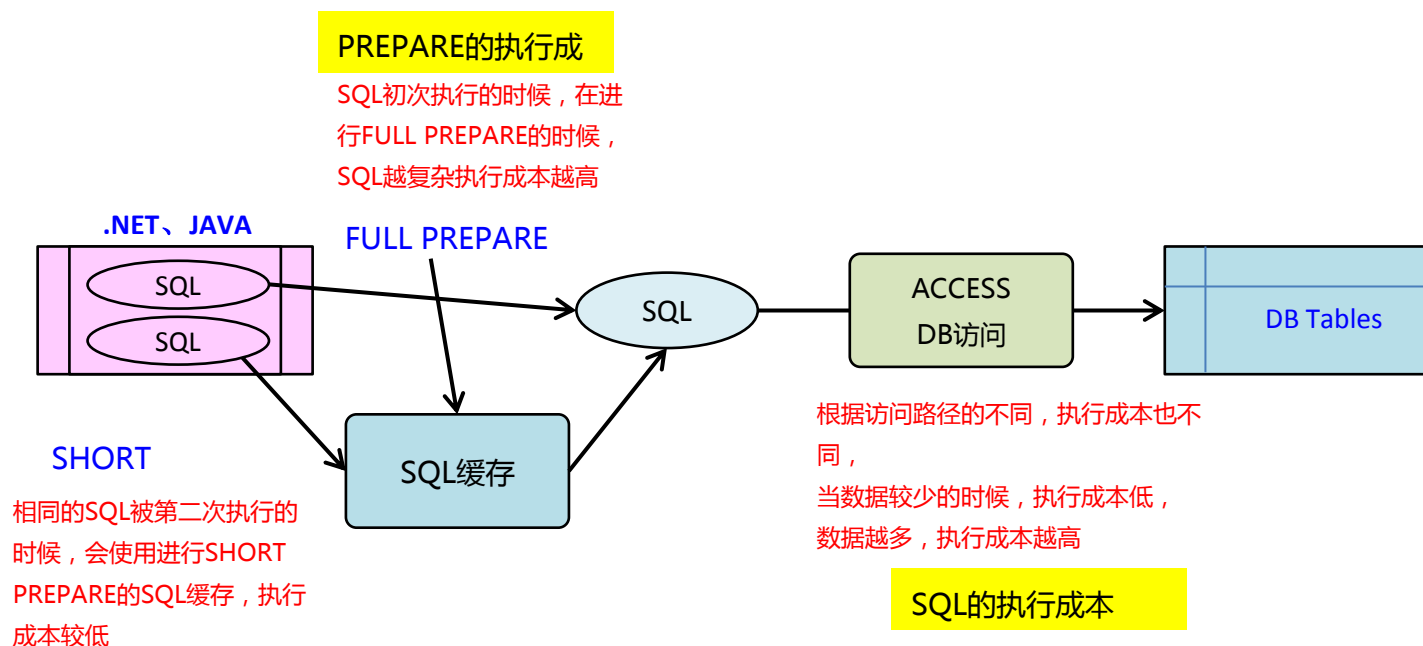 PREPARE的执行成
SQL初次执行的时候，在进
行FULL PREPARE的时候，
SQL越复杂执行成本越高
.NET、JAVA
FULL PREPARE
SQL
SQL
SQL
ACCESS
DB访问
DB Tables
SHORT
SQL缓存
相同的SQL被第二次执行的
时候，会使用进行SHORT
PREPARE的SQL缓存，执行
成本较低
根据访问路径的不同，执行成本也不
同，
当数据较少的时候，执行成本低，
数据越多，执行成本越高
SQL的执行成本